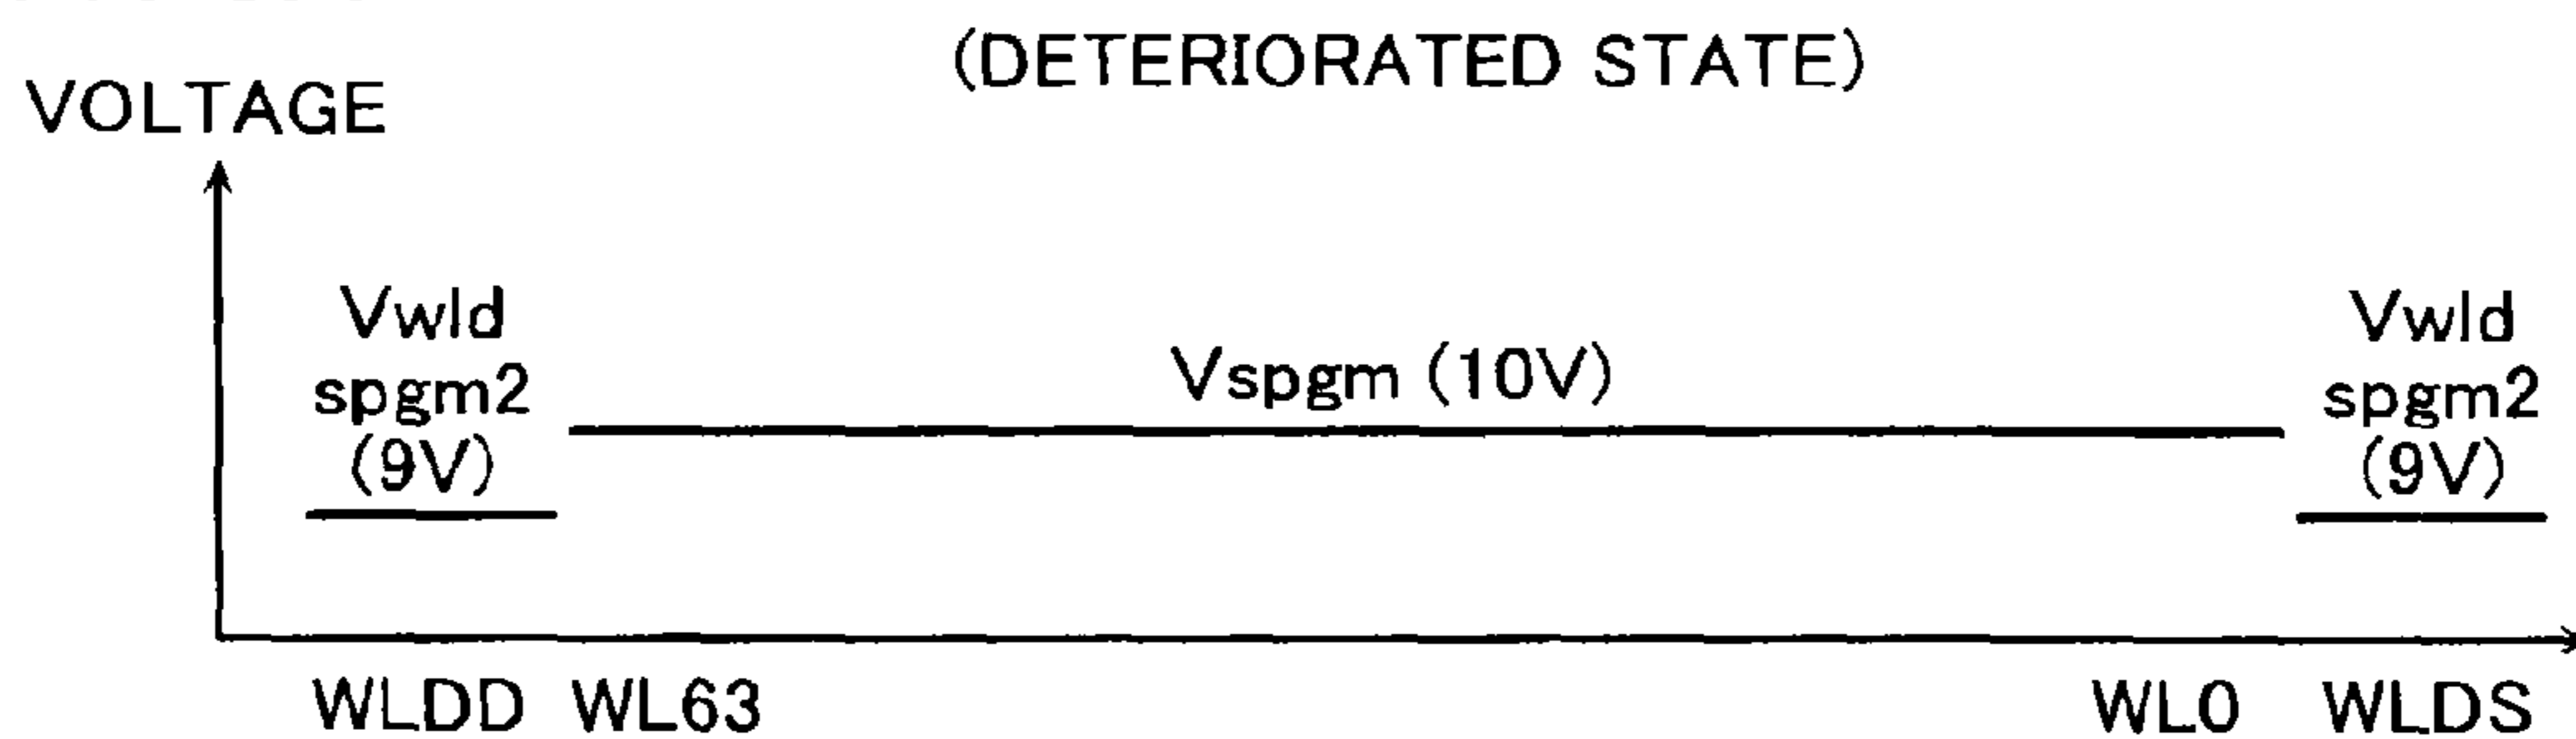 (DETERIORATED STATE)
VOLTAGE
Vwld
spgm2
(9V)
Vspgm (10V)
Vwld
spgm2
(9V)
WLDD WL63 WL0 WLDS